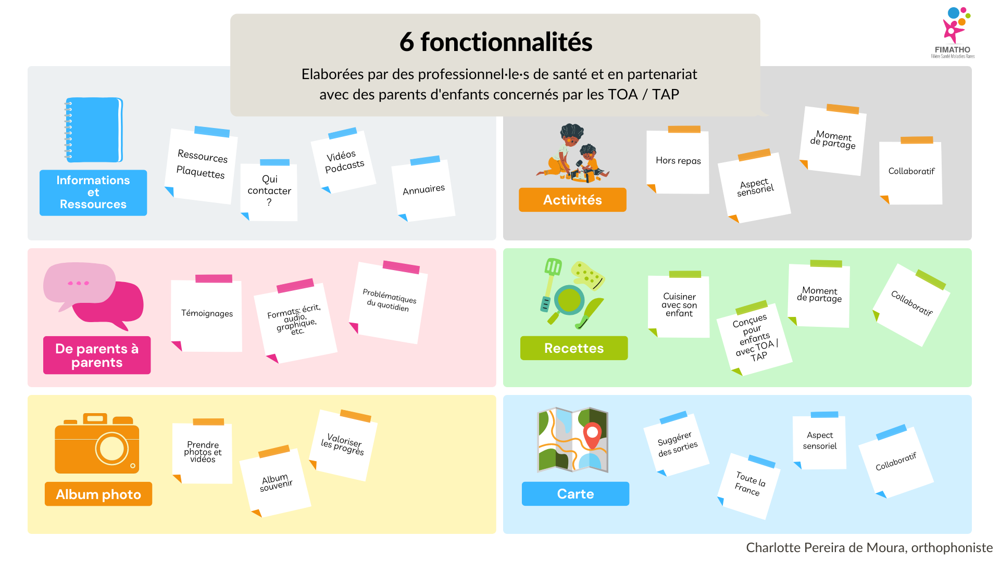 6 fonctionnalités
Elaborées par des professionnel·le·s de santé et en partenariat
avec des parents d'enfants concernés par les TOA / TAP
FIMATHO
Filière Santé Maladies Rares
Informations
et
Ressources
Ressources
Plaquettes
Qui
contacter
?
Vidéos
Podcasts
Annuaires
Activités
Hors repas
Aspect
sensoriel
Moment
de partage
Collaboratif
De parents à
parents
Témoignages
Formats: écrit,
audio,
graphique,
etc.
Problématiques
du quotidien
Recettes
Cuisiner
avec son
enfant
Conçues
pour
enfants
avec TOA /
TAP
Moment
de partage
Collaboratif
Album photo
Prendre
photos et
vidéos
Album
souvenir
Valoriser
les progrès
Carte
Suggérer
des sorties
Toute la
France
Aspect
sensoriel
Collaboratif
Charlotte Pereira de Moura, orthophoniste